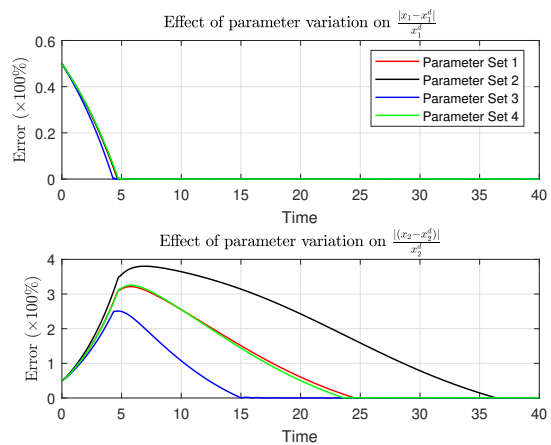 Effect of parameter variation on |x₁−x₁ᵈ|/x₁ᵈ
0.6
0.4
0.2
0
Error (×100%)
Parameter Set 1
Parameter Set 2
Parameter Set 3
Parameter Set 4
0 5 10 15 20 25 30 35 40
Time
Effect of parameter variation on |(x₂−x₂ᵈ)|/x₂ᵈ
4
3
2
1
0
Error (×100%)
0 5 10 15 20 25 30 35 40
Time